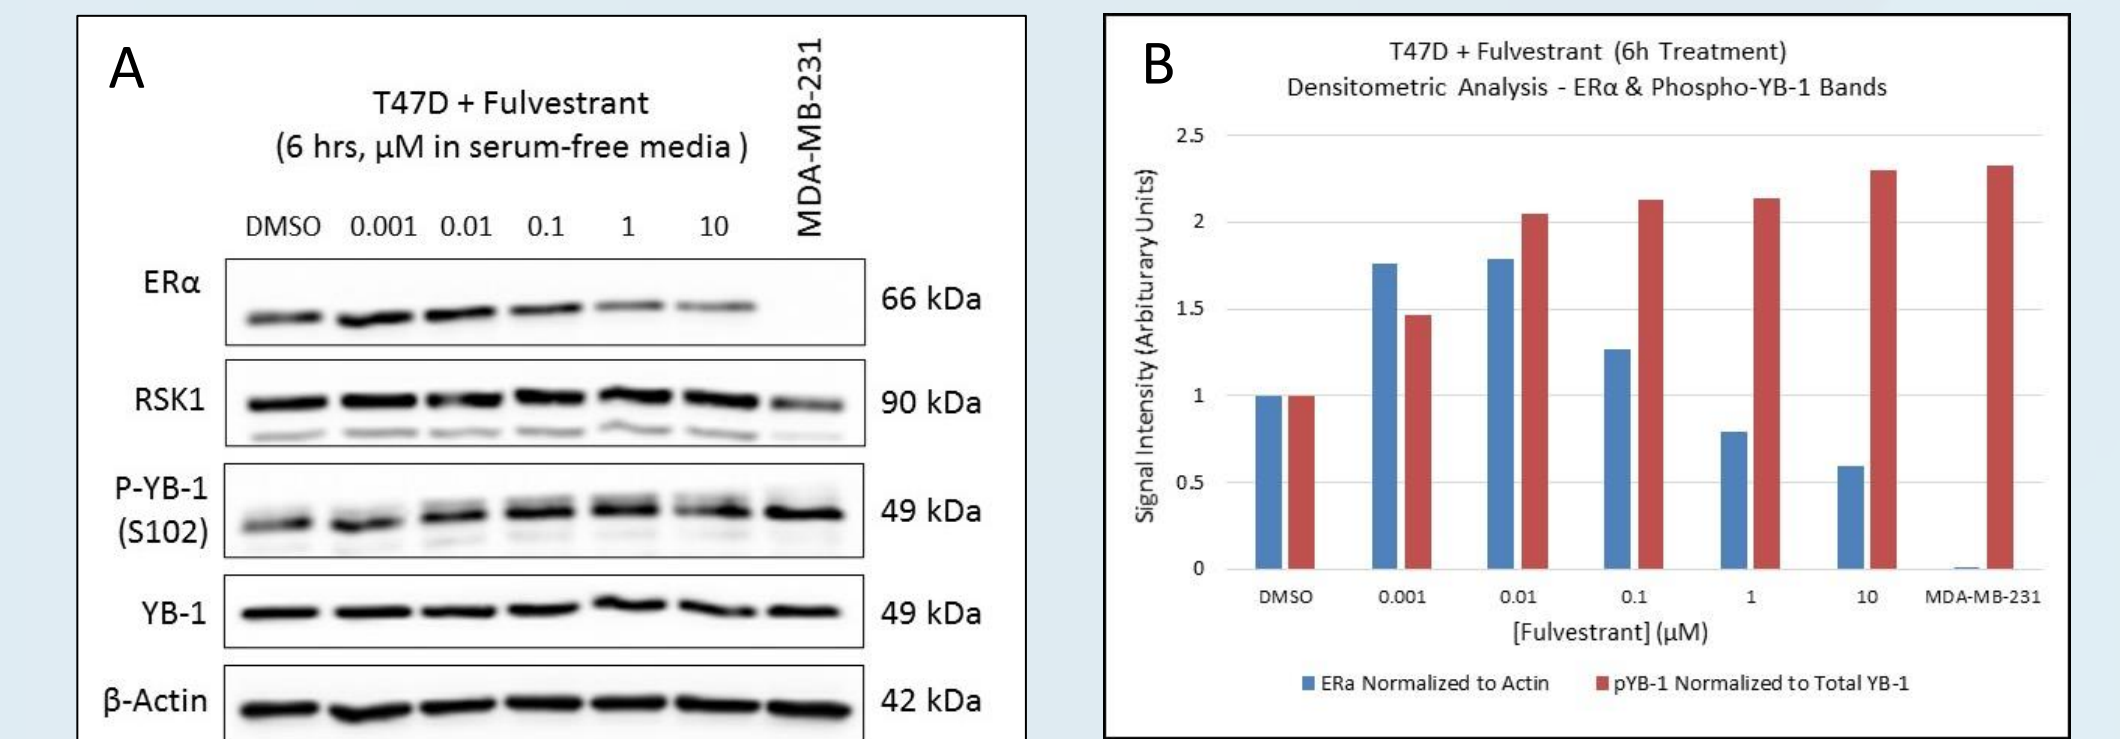 A
T47D + Fulvestrant
(6 hrs, µM in serum-free media )
MDA-MB-231
DMSO 0.001 0.01 0.1 1 10
ERα
66 kDa
RSK1
90 kDa
P-YB-1
(S102)
49 kDa
YB-1
49 kDa
β-Actin
42 kDa
B
T47D + Fulvestrant (6h Treatment)
Densitometric Analysis - ERα & Phospho-YB-1 Bands
Signal Intensity (Arbiturary Units)
2.5
2
1.5
1
0.5
0
DMSO 0.001 0.01 0.1 1 10 MDA-MB-231
[Fulvestrant] (µM)
ERa Normalized to Actin
pYB-1 Normalized to Total YB-1